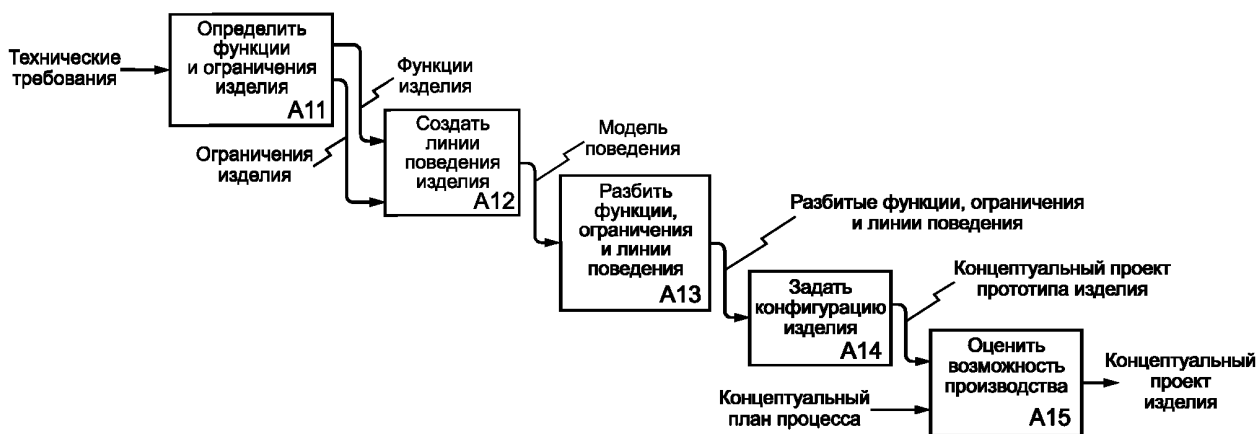 Технические
требования
Определить
функции
и ограничения
изделия
A11
Функции
изделия
Ограничения
изделия
Создать
линии
поведения
изделия
A12
Модель
поведения
Разбить
функции,
ограничения
и линии
поведения
A13
Разбитые функции, ограничения
и линии поведения
Задать
конфигурацию
изделия
A14
Концептуальный проект
прототипа изделия
Концептуальный
план процесса
Оценить
возможность
производства
A15
Концептуальный
проект
изделия